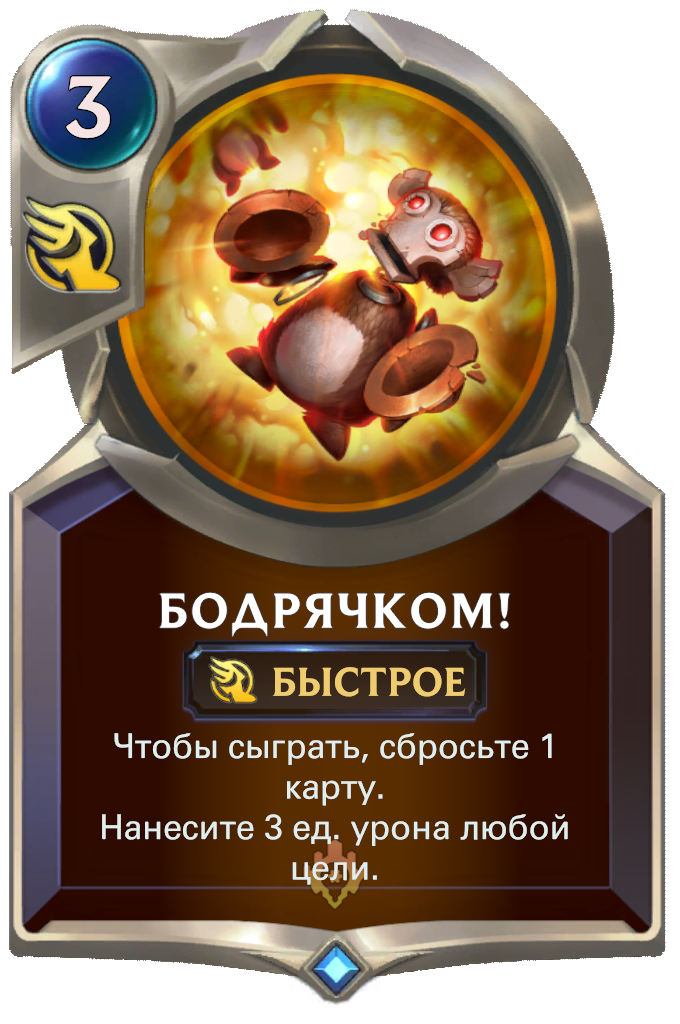 3
БОДРЯЧКОМ!
БЫСТРОЕ
Чтобы сыграть, сбросьте 1
карту.
Нанесите 3 ед. урона любой
цели.